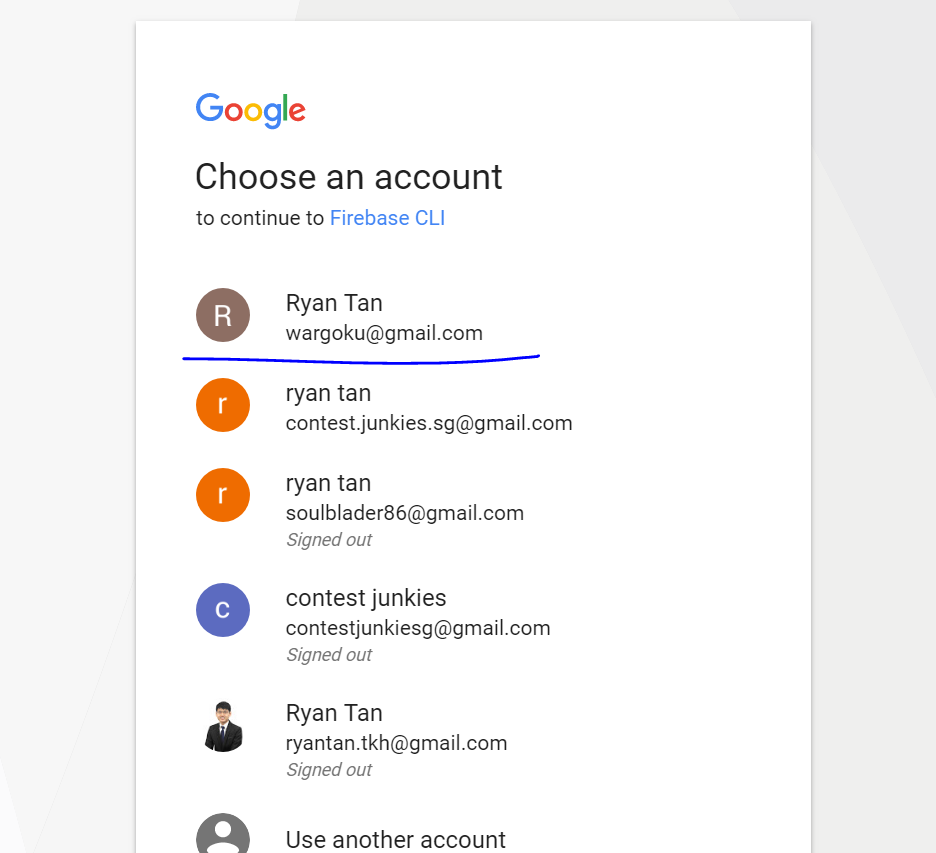 Google
Choose an account
to continue to Firebase CLI
R
Ryan Tan
wargoku@gmail.com
r
ryan tan
contest.junkies.sg@gmail.com
r
ryan tan
soulblader86@gmail.com
Signed out
c
contest junkies
contestjunkiesg@gmail.com
Signed out
Ryan Tan
ryantan.tkh@gmail.com
Signed out
Use another account